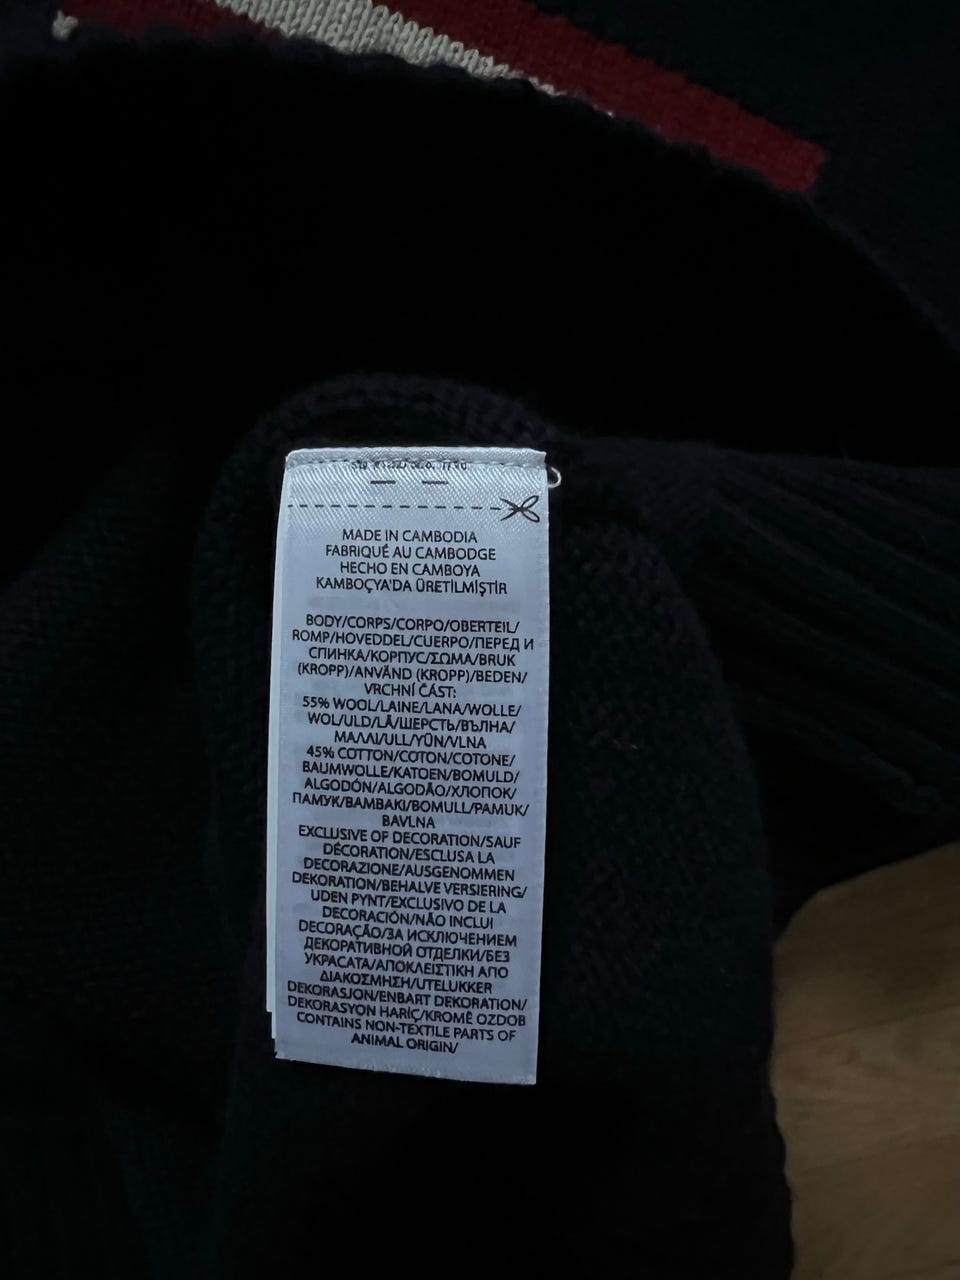 MADE IN CAMBODIA
FABRIQUÉ AU CAMBODGE
HECHO EN CAMBOYA
KAMBOÇYA'DA ÜRETİLMİŞTİR
BODY/CORPS/CORPO/OBERTEIL/
ROMP/HOVEDDEL/CUERPO/ПЕРЕД И
СПИНКА/КОРПУС/ΣΩΜΑ/BRUK
(KROPP)/ANVÄND (KROPP)/BEDEN/
VRCHNÍ ČÁST:
55% WOOL/LAINE/LANA/WOLLE/
WOL/ULD/LÃ/ШЕРСТЬ/ВЪЛНА/
ΜΑΛΛΙ/ULL/YÜN/VLNA
45% COTTON/COTON/COTONE/
BAUMWOLLE/KATOEN/BOMULD/
ALGODÓN/ALGODÃO/ХЛОПОК/
ПАМУК/ΒΑΜΒΑΚΙ/BOMULL/PAMUK/
BAVLNA
EXCLUSIVE OF DECORATION/SAUF
DÉCORATION/ESCLUSA LA
DECORAZIONE/AUSGENOMMEN
DEKORATION/BEHALVE VERSIERING/
UDEN PYNT/EXCLUSIVO DE LA
DECORACIÓN/NÃO INCLUI
DECORAÇÃO/ЗА ИСКЛЮЧЕНИЕМ
ДЕКОРАТИВНОЙ ОТДЕЛКИ/БЕЗ
УКРАСАТА/ΑΠΟΚΛΕΙΣΤΙΚΗ ΑΠΟ
ΔΙΑΚΟΣΜΗΣΗ/UTELUKKER
DEKORASJON/ENBART DEKORATION/
DEKORASYON HARİÇ/KROMĚ OZDOB
CONTAINS NON-TEXTILE PARTS OF
ANIMAL ORIGIN/